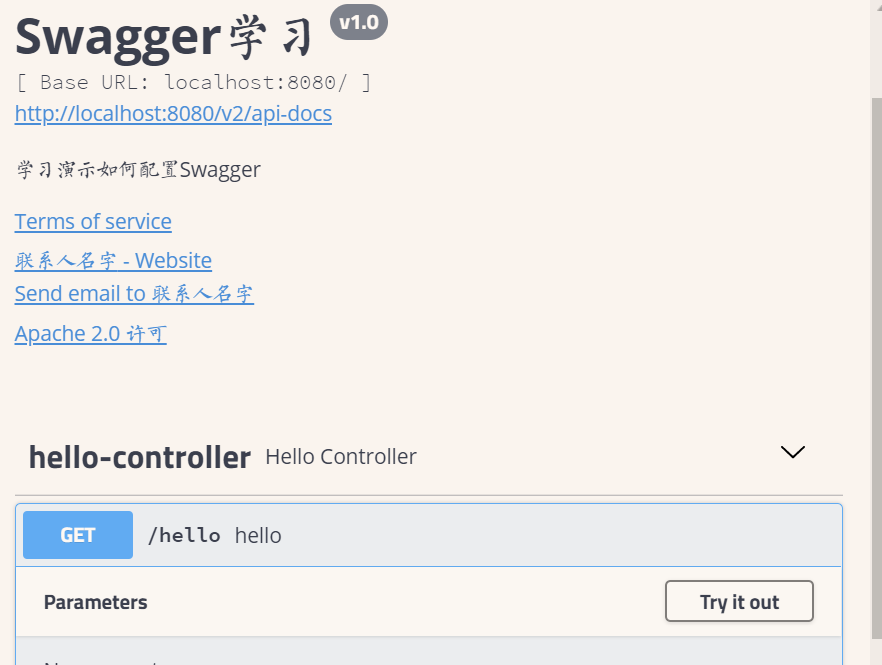 Swagger学习 v1.0
[ Base URL: localhost:8080/ ]
http://localhost:8080/v2/api-docs
学习演示如何配置Swagger
Terms of service
联系人名字 - Website
Send email to 联系人名字
Apache 2.0 许可
hello-controller Hello Controller
GET /hello hello
Parameters Try it out